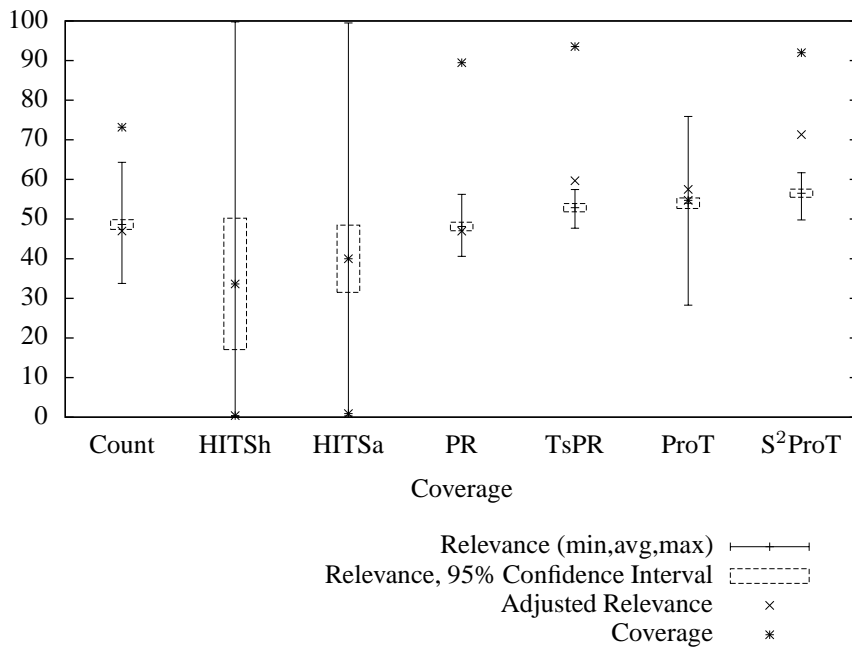 100
90
80
70
60
50
40
30
20
10
0
Count HITSh HITSa PR TsPR ProT S²ProT
Coverage
Relevance (min,avg,max)
Relevance, 95% Confidence Interval
Adjusted Relevance
Coverage